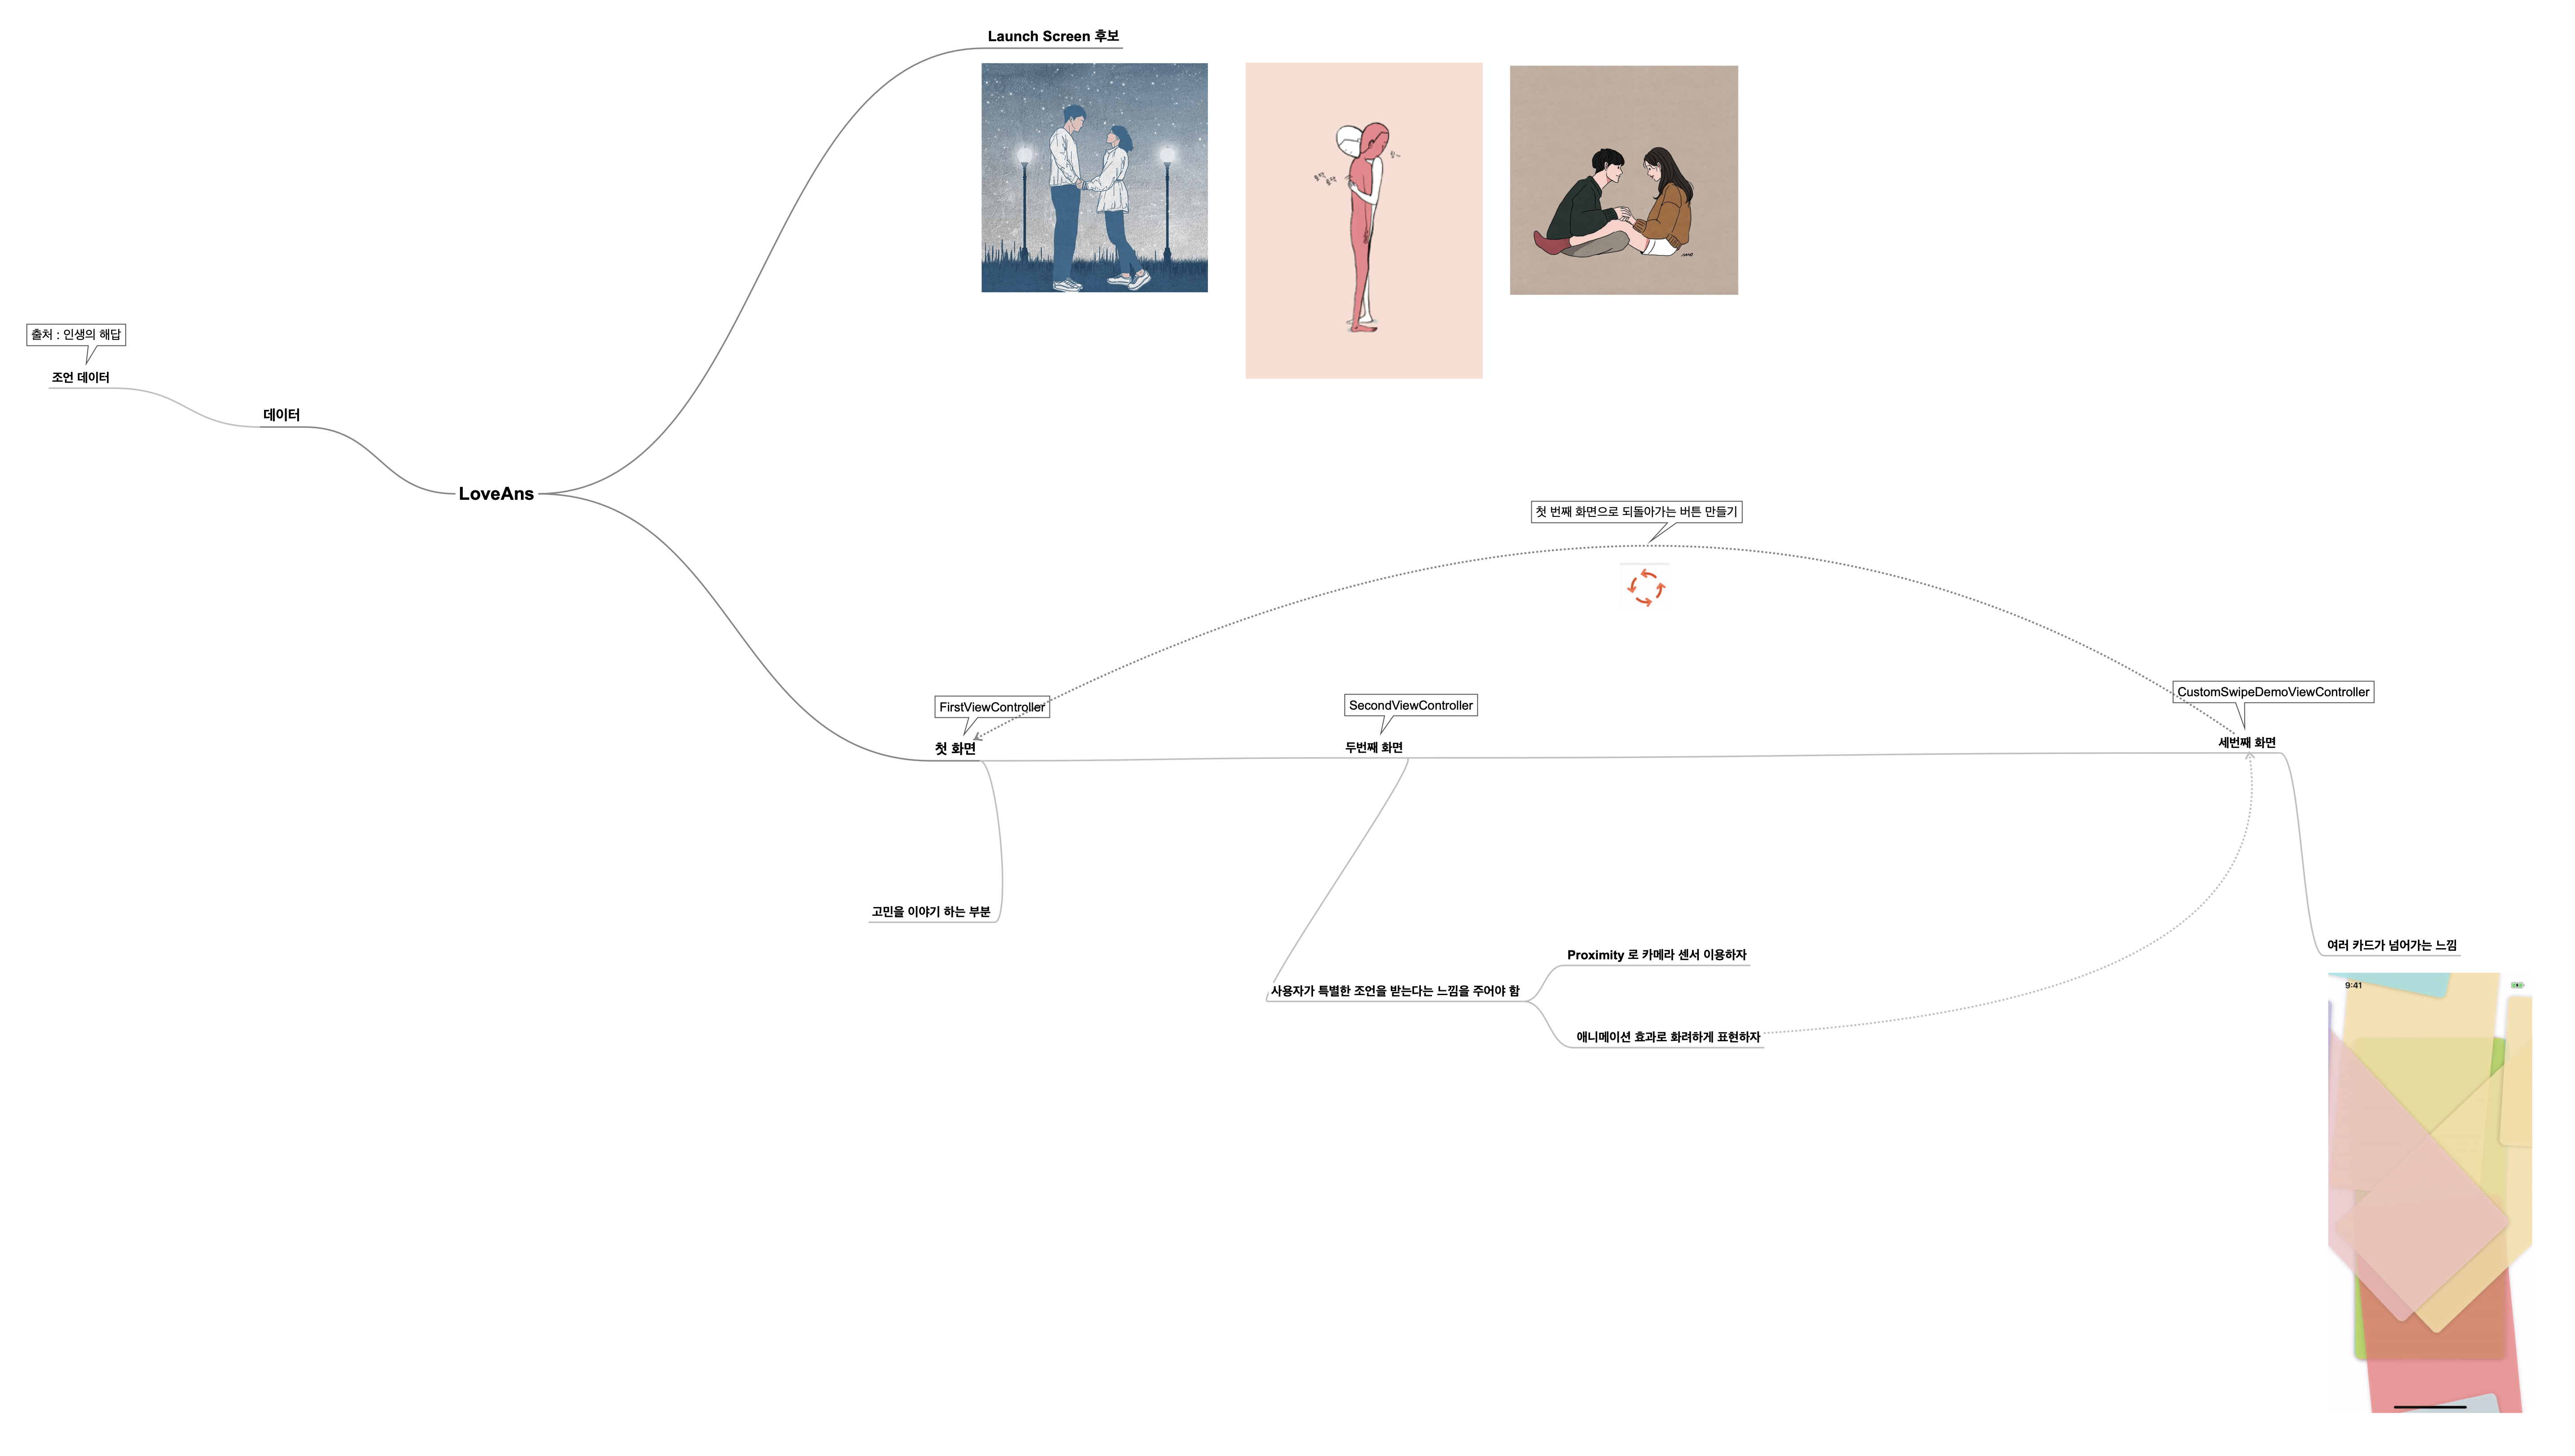 Launch Screen 후보
출처 : 인생의 해답
조언 데이터
데이터
LoveAns
첫 번째 화면으로 되돌아가는 버튼 만들기
FirstViewController
첫 화면
SecondViewController
두번째 화면
CustomSwipeDemoViewController
세번째 화면
고민을 이야기 하는 부분
사용자가 특별한 조언을 받는다는 느낌을 주어야 함
Proximity 로 카메라 센서 이용하자
애니메이션 효과로 화려하게 표현하자
여러 카드가 넘어가는 느낌
9:41